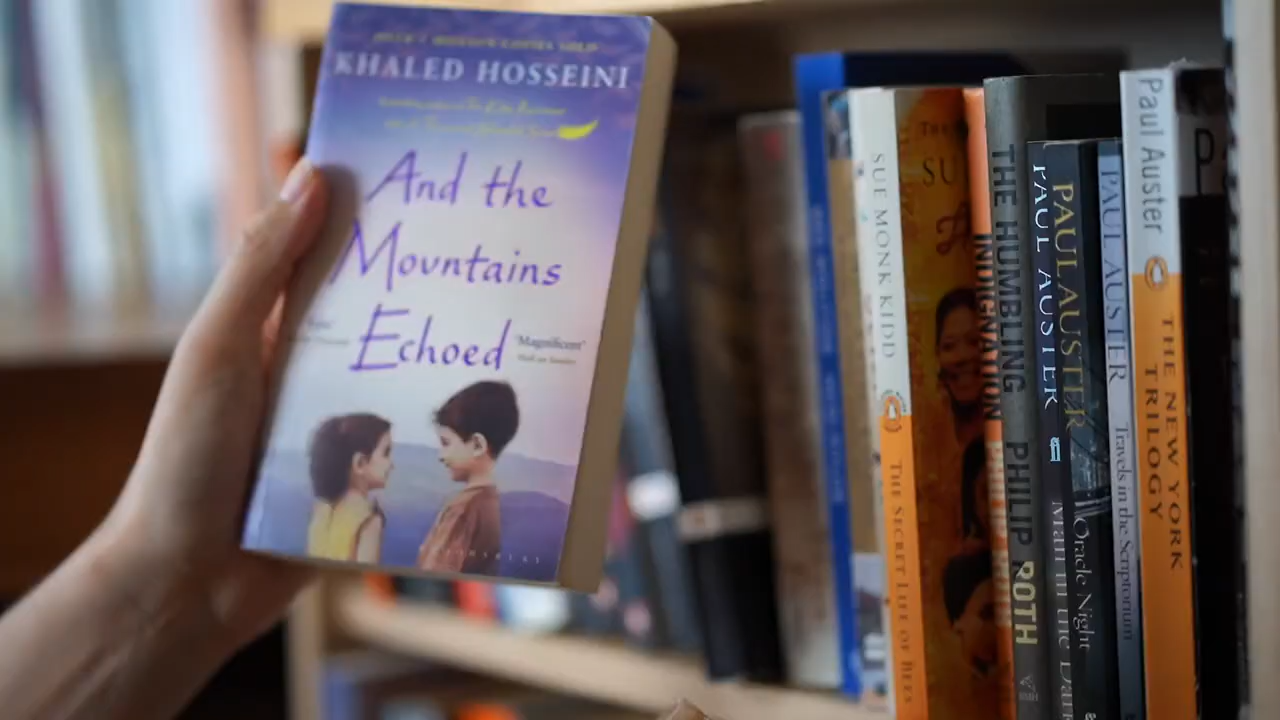 KHALED HOSSEINI
And the
Mountains
Echoed
"Magnificent"
SUE MONK KIDD
THE SECRET LIFE OF BEES
SU
INDIGNATION
THE HUMBLING PHILIP ROTH
PAUL AUSTER Man in the Dark
PAUL AUSTER Oracle Night
PAUL AUSTER Travels in the Scriptorium
Paul Auster
THE NEW YORK
TRILOGY